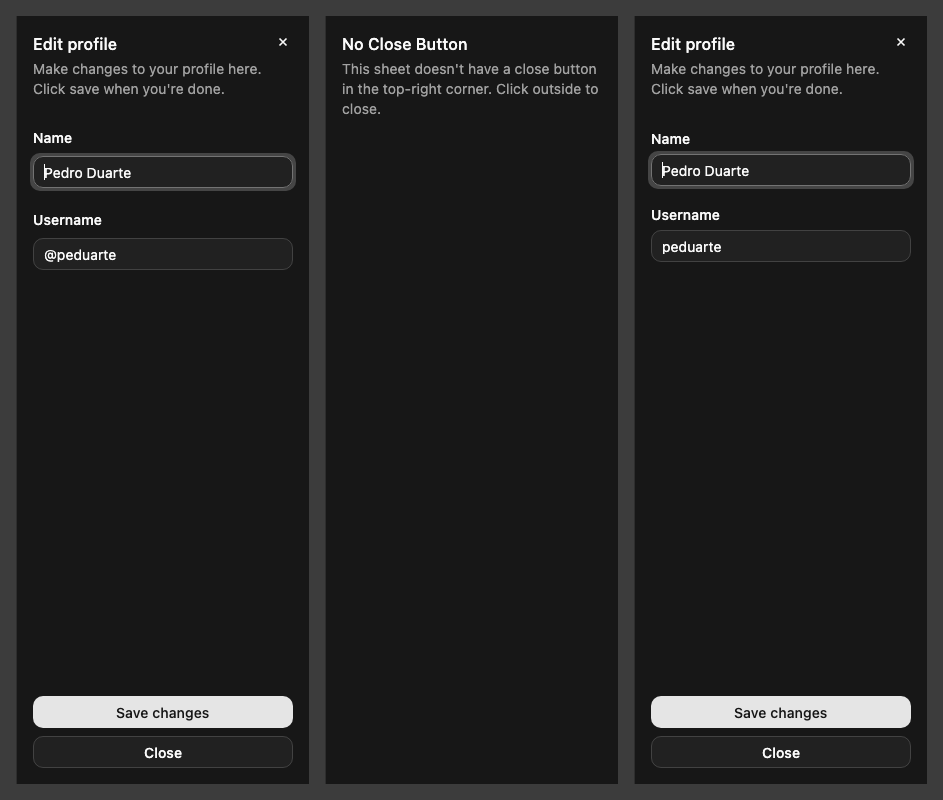 Edit profile
Make changes to your profile here.
Click save when you're done.
Name
Pedro Duarte
Username
@peduarte
Save changes
Close
No Close Button
This sheet doesn't have a close button
in the top-right corner. Click outside to
close.
Edit profile
Make changes to your profile here.
Click save when you're done.
Name
Pedro Duarte
Username
peduarte
Save changes
Close